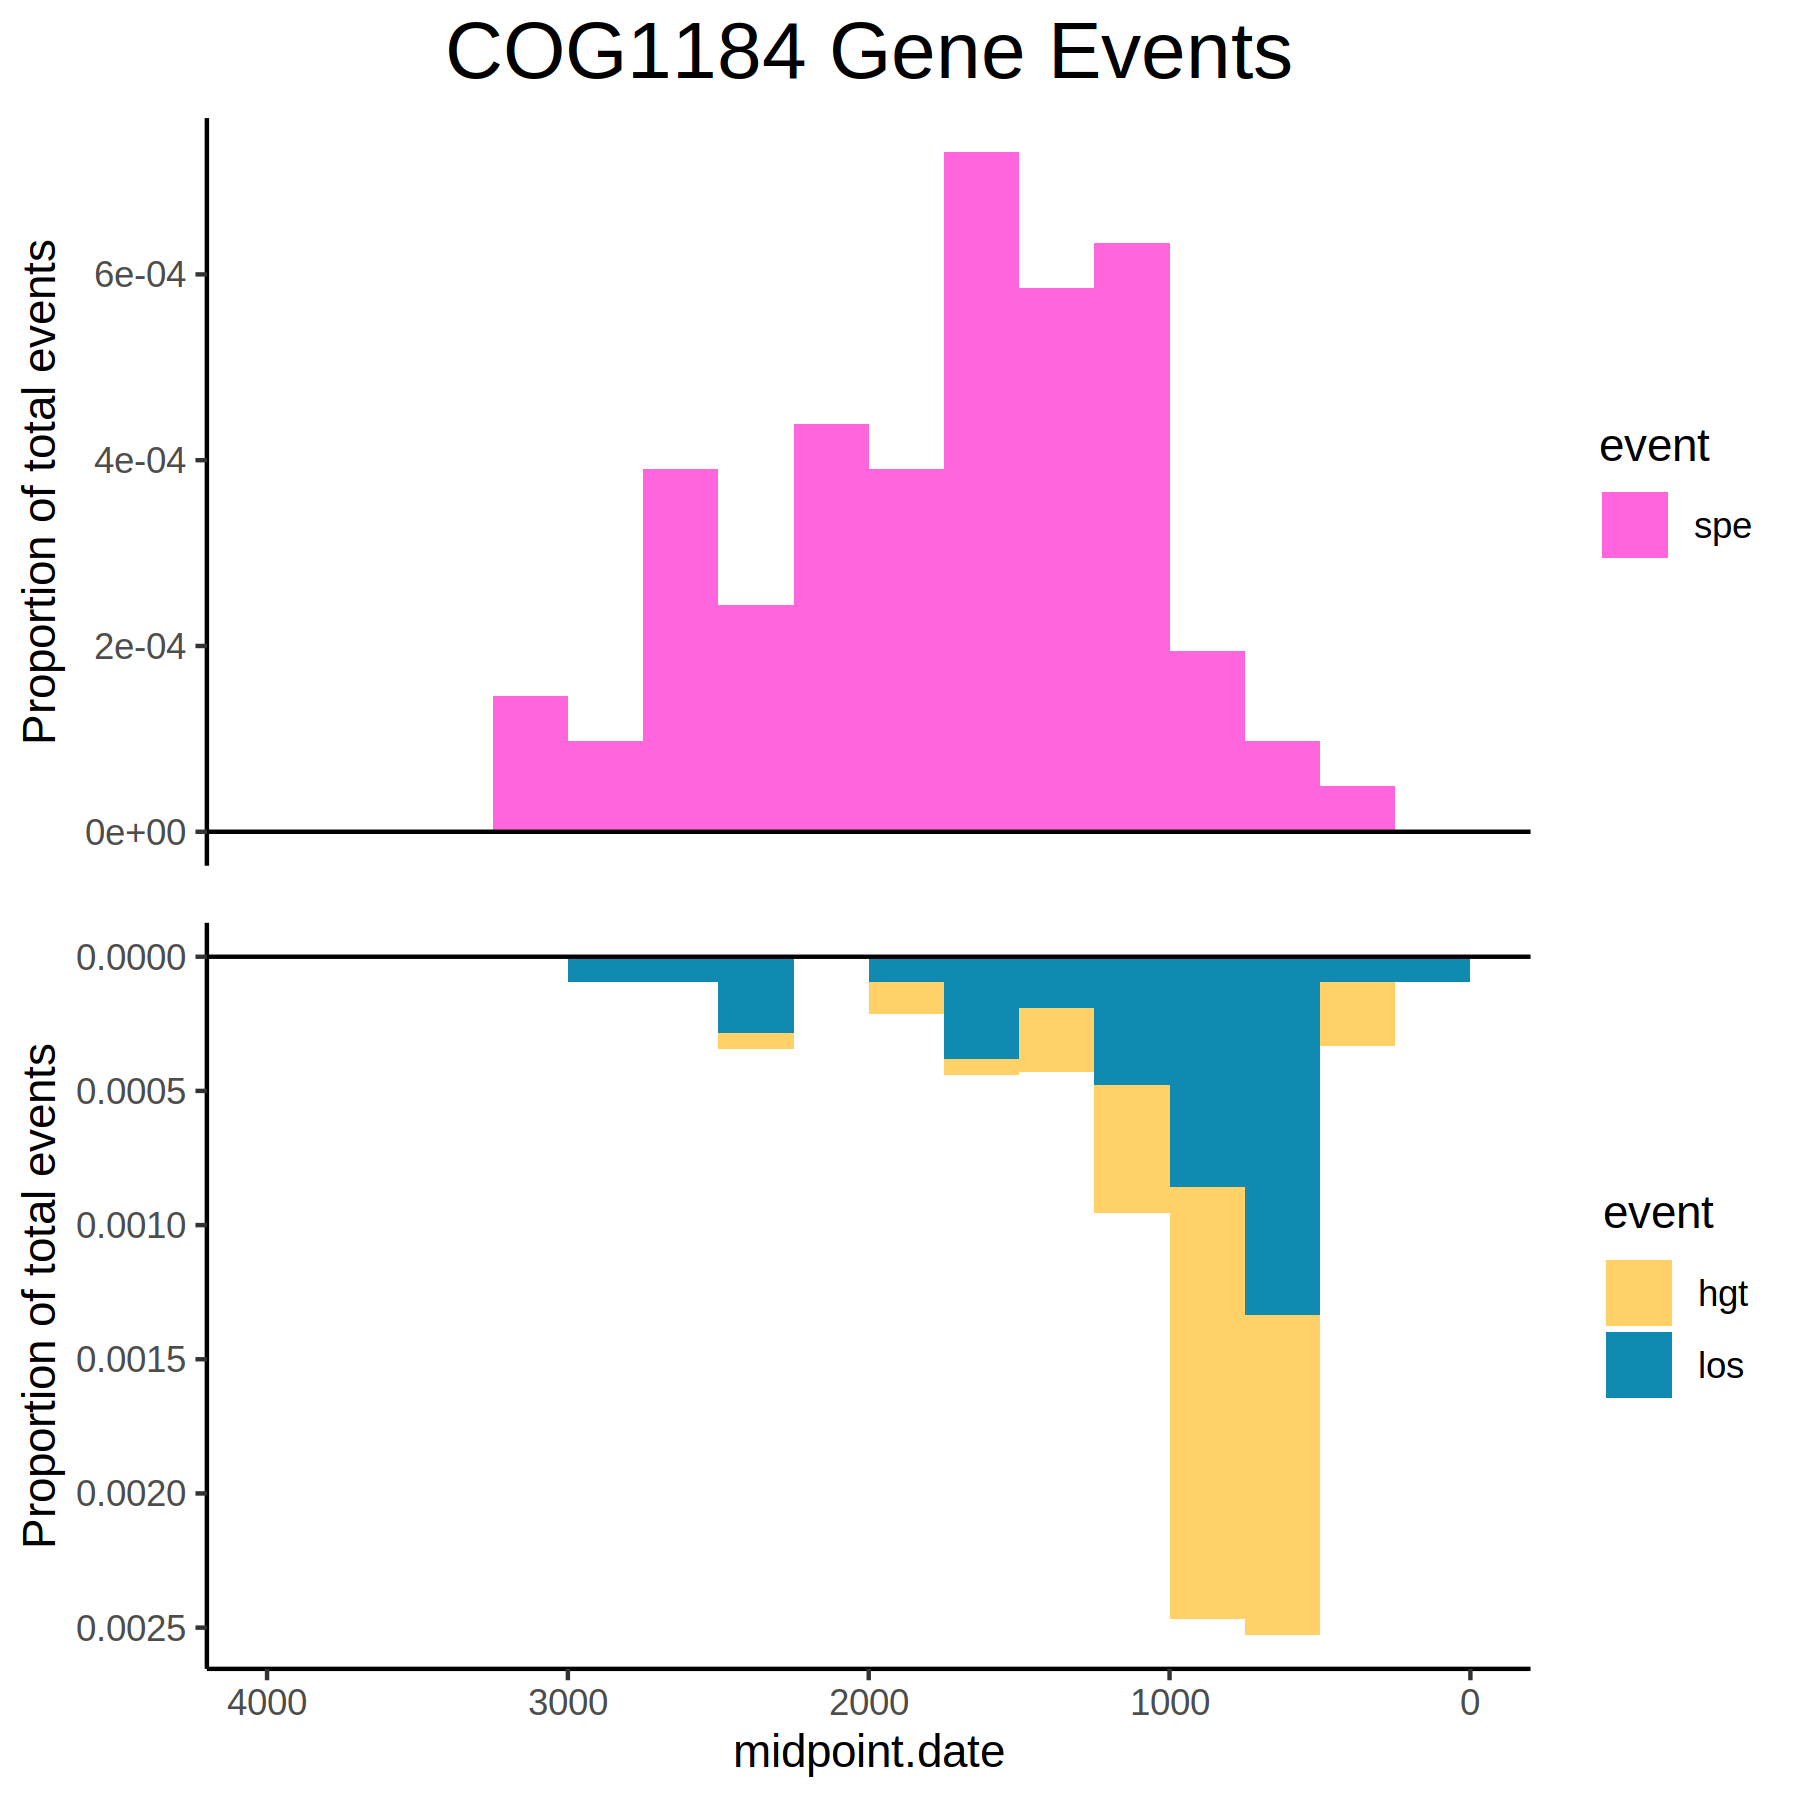 COG1184 Gene Events
Proportion of total events
6e-04
4e-04
2e-04
0e+00
event
spe
Proportion of total events
0.0000
0.0005
0.0010
0.0015
0.0020
0.0025
event
hgt
los
4000 3000 2000 1000 0
midpoint.date